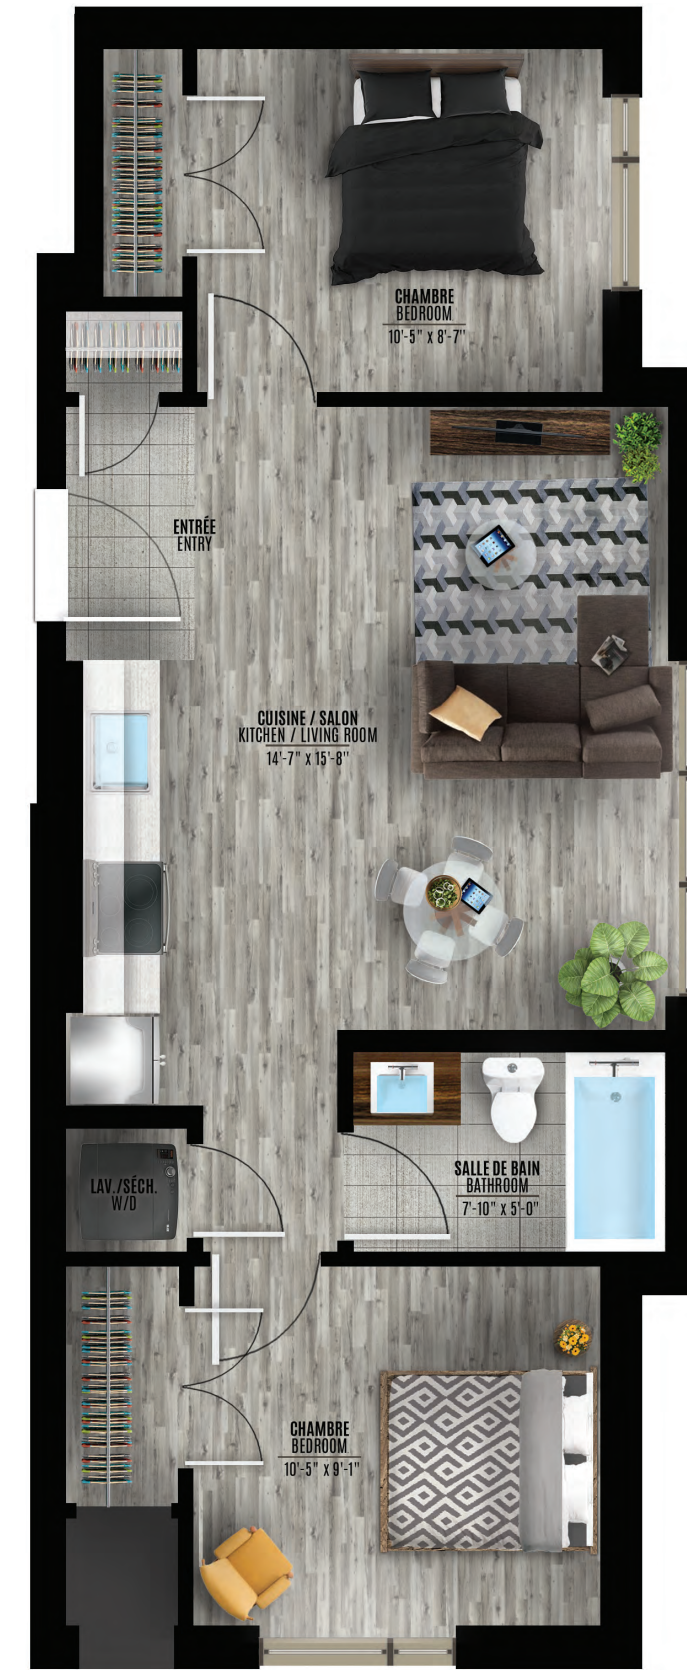 CHAMBRE
BEDROOM
10'-5" x 8'-7"
ENTRÉE
ENTRY
CUISINE / SALON
KITCHEN / LIVING ROOM
14'-7" x 15'-8"
LAV./SÉCH.
W/D
SALLE DE BAIN
BATHROOM
7'-10" x 5'-0"
CHAMBRE
BEDROOM
10'-5" x 9'-1"